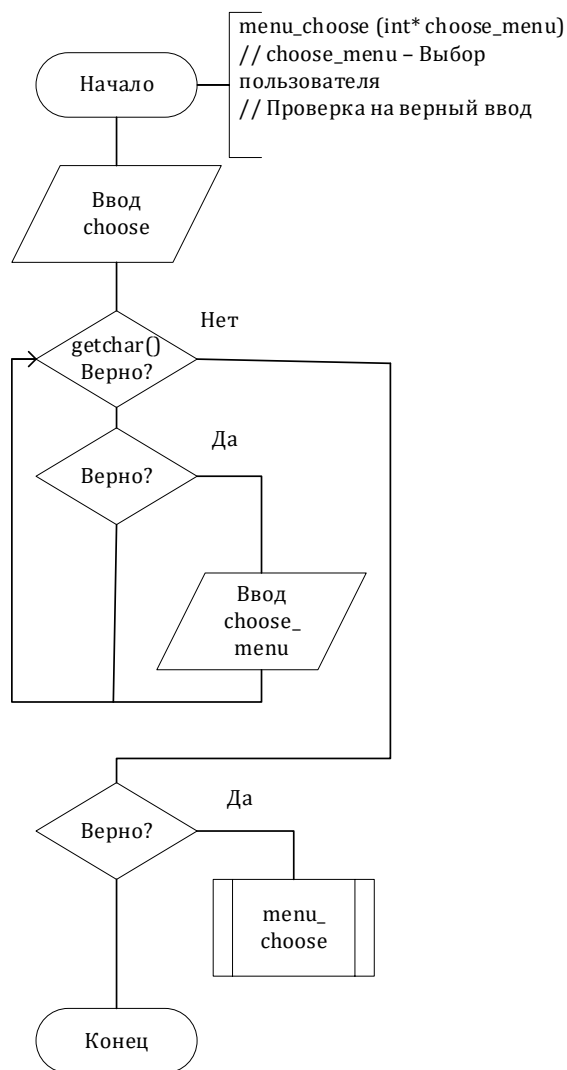 menu_choose (int* choose_menu)
// choose_menu – Выбор
пользователя
// Проверка на верный ввод
Начало
Ввод
choose
Нет
getchar()
Верно?
Да
Верно?
Ввод
choose_
menu
Да
Верно?
menu_
choose
Конец